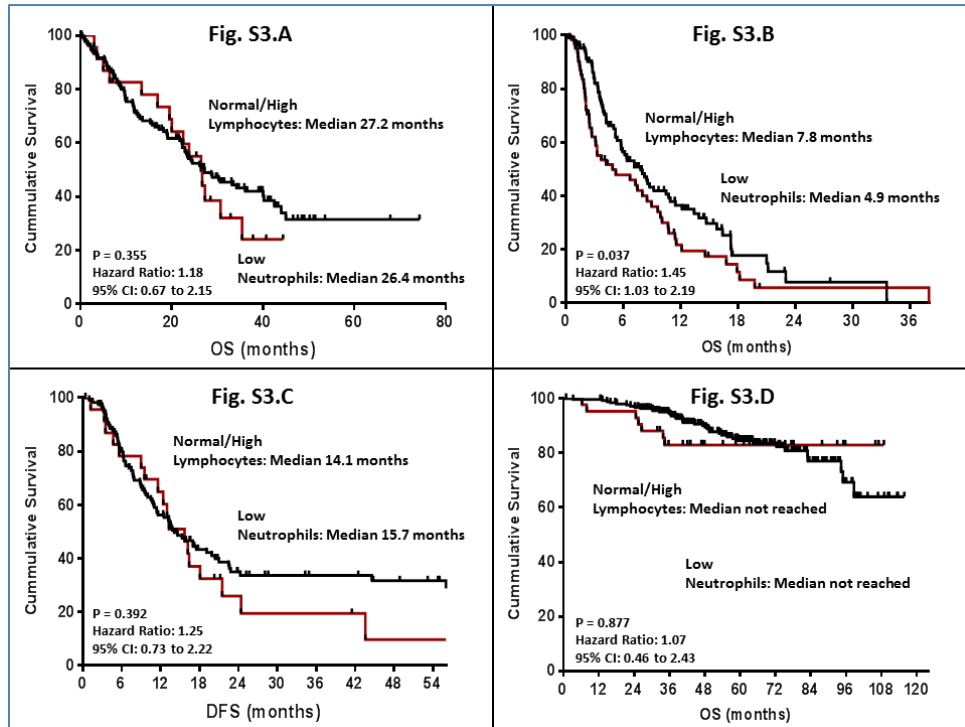 Fig. S3.A
100
80
60
40
20
0
Cummulative Survival
Normal/High
Lymphocytes: Median 27.2 months
Low
Neutrophils: Median 26.4 months
P = 0.355
Hazard Ratio: 1.18
95% CI: 0.67 to 2.15
0 20 40 60 80
OS (months)
Fig. S3.B
100
80
60
40
20
0
Cummulative Survival
Normal/High
Lymphocytes: Median 7.8 months
Low
Neutrophils: Median 4.9 months
P = 0.037
Hazard Ratio: 1.45
95% CI: 1.03 to 2.19
0 6 12 18 24 30 36
OS (months)
Fig. S3.C
100
80
60
40
20
0
Cummulative Survival
Normal/High
Lymphocytes: Median 14.1 months
Low
Neutrophils: Median 15.7 months
P = 0.392
Hazard Ratio: 1.25
95% CI: 0.73 to 2.22
0 6 12 18 24 30 36 42 48 54
DFS (months)
Fig. S3.D
100
80
60
40
20
0
Cummulative Survival
Normal/High
Lymphocytes: Median not reached
Low
Neutrophils: Median not reached
P = 0.877
Hazard Ratio: 1.07
95% CI: 0.46 to 2.43
0 12 24 36 48 60 72 84 96 108 120
OS (months)